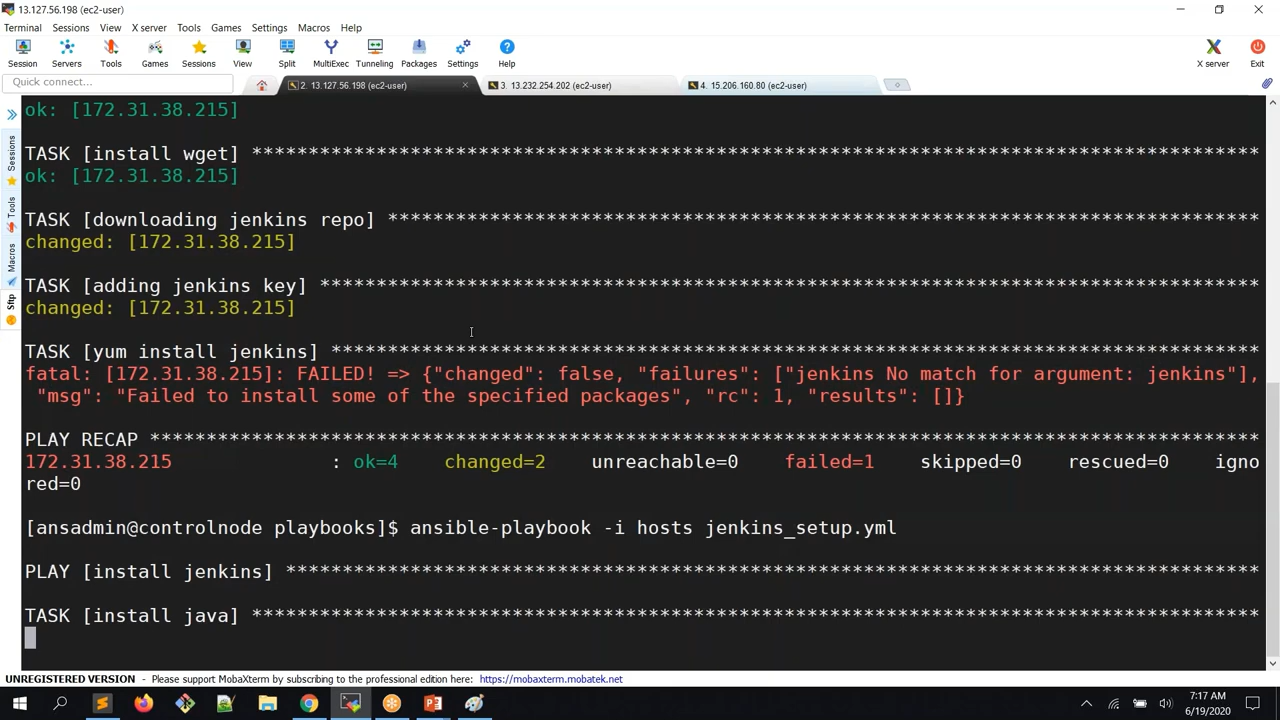 13.127.56.198 (ec2-user)
Terminal Sessions View X server Tools Games Settings Macros Help
Session Servers Tools Games Sessions View Split MultiExec Tunneling Packages Settings Help X server Exit
Quick connect...
2. 13.127.56.198 (ec2-user)
3. 13.232.254.202 (ec2-user)
4. 15.206.160.80 (ec2-user)
Sessions
Tools
Macros
Sftp
ok: [172.31.38.215]
TASK [install wget] *****************************************************************************************
ok: [172.31.38.215]
TASK [downloading jenkins repo] *****************************************************************************
changed: [172.31.38.215]
TASK [adding jenkins key] ***********************************************************************************
changed: [172.31.38.215]
TASK [yum install jenkins] **********************************************************************************
fatal: [172.31.38.215]: FAILED! => {"changed": false, "failures": ["jenkins No match for argument: jenkins"],
"msg": "Failed to install some of the specified packages", "rc": 1, "results": []}
PLAY RECAP **************************************************************************************************
172.31.38.215 : ok=4 changed=2 unreachable=0 failed=1 skipped=0 rescued=0 igno
red=0
[ansadmin@controlnode playbooks]$ ansible-playbook -i hosts jenkins_setup.yml
PLAY [install jenkins] **************************************************************************************
TASK [install java] *****************************************************************************************
UNREGISTERED VERSION - Please support MobaXterm by subscribing to the professional edition here: https://mobaxterm.mobatek.net
7:17 AM
6/19/2020